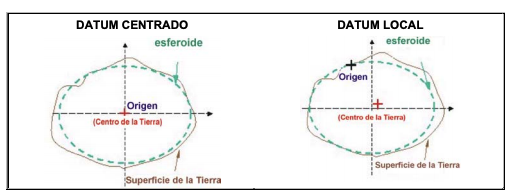 DATUM CENTRADO
esferoide
Origen
(Centro de la Tierra)
Superficie de la Tierra
DATUM LOCAL
esferoide
Origen
(Centro de la Tierra)
Superficie de la Tierra